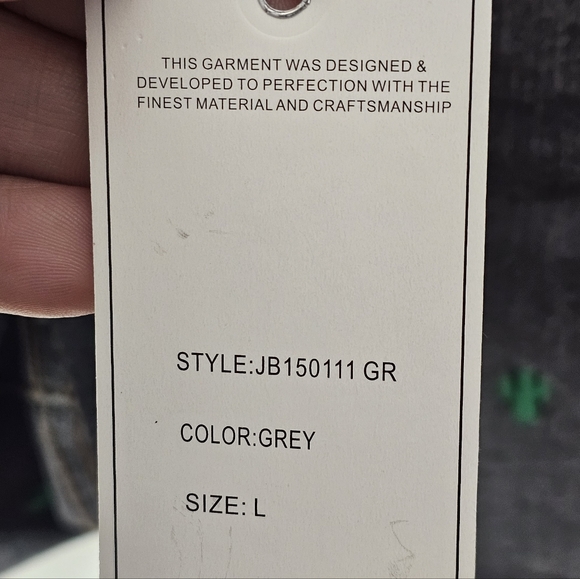 THIS GARMENT WAS DESIGNED &
DEVELOPED TO PERFECTION WITH THE
FINEST MATERIAL AND CRAFTSMANSHIP
STYLE:JB150111 GR
COLOR:GREY
SIZE: L